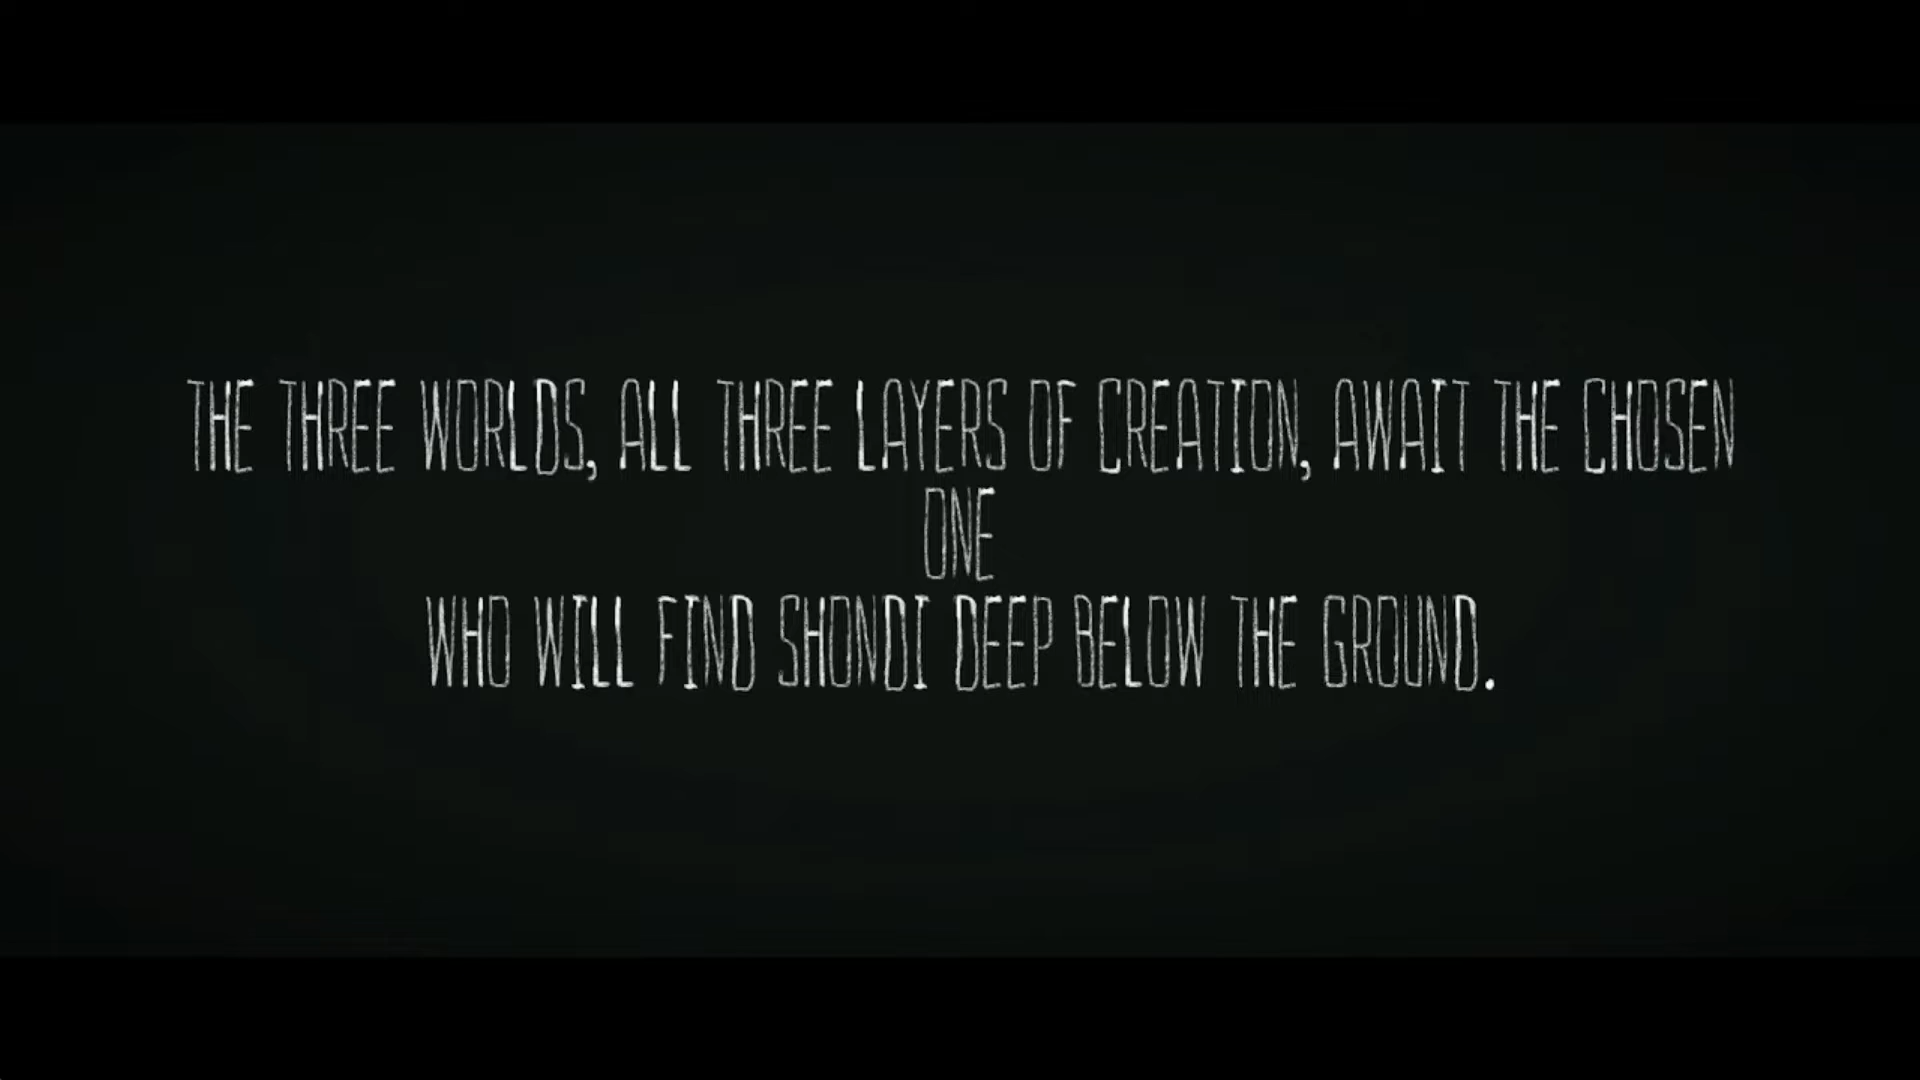 THE THREE WORLDS, ALL THREE LAYERS OF CREATION, AWAIT THE CHOSEN
ONE
WHO WILL FIND SHONDI DEEP BELOW THE GROUND.